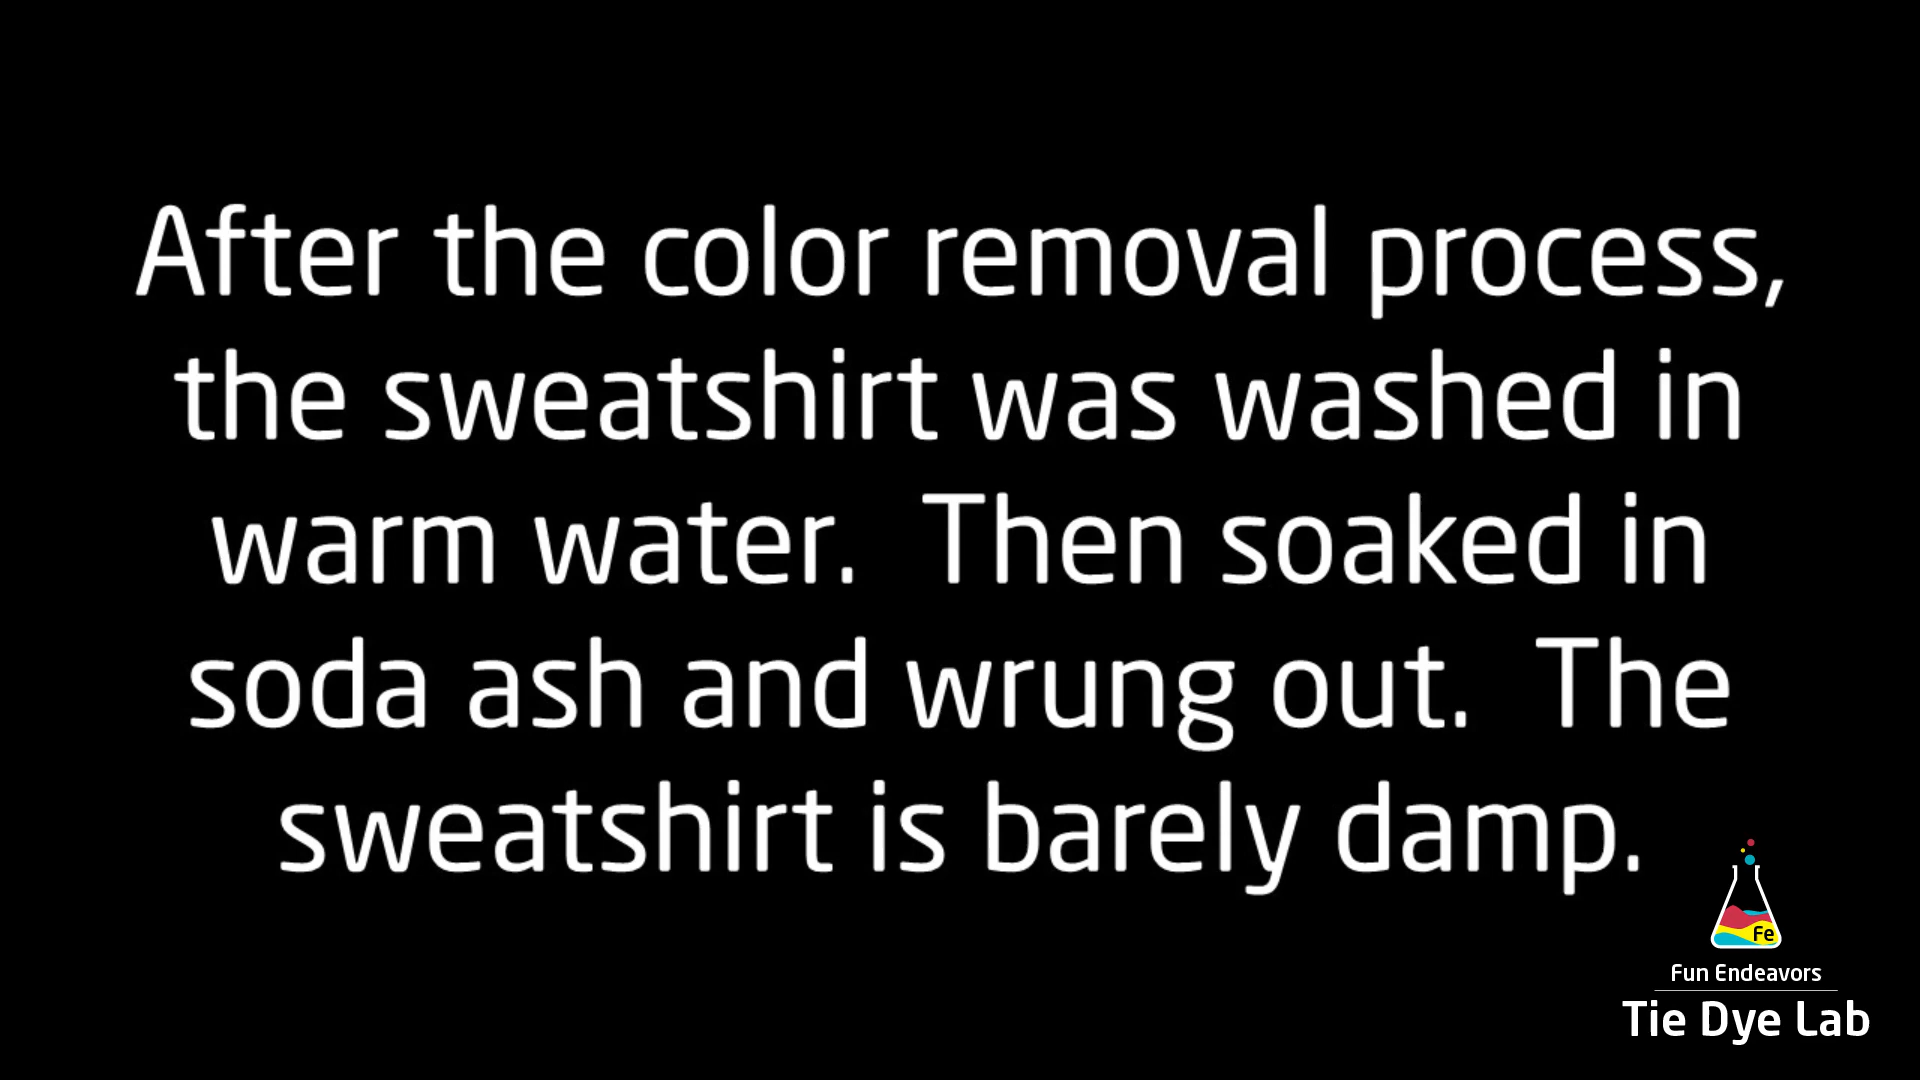 After the color removal process,
the sweatshirt was washed in
warm water.  Then soaked in
soda ash and wrung out.  The
sweatshirt is barely damp.
Fe
Fun Endeavors
Tie Dye Lab